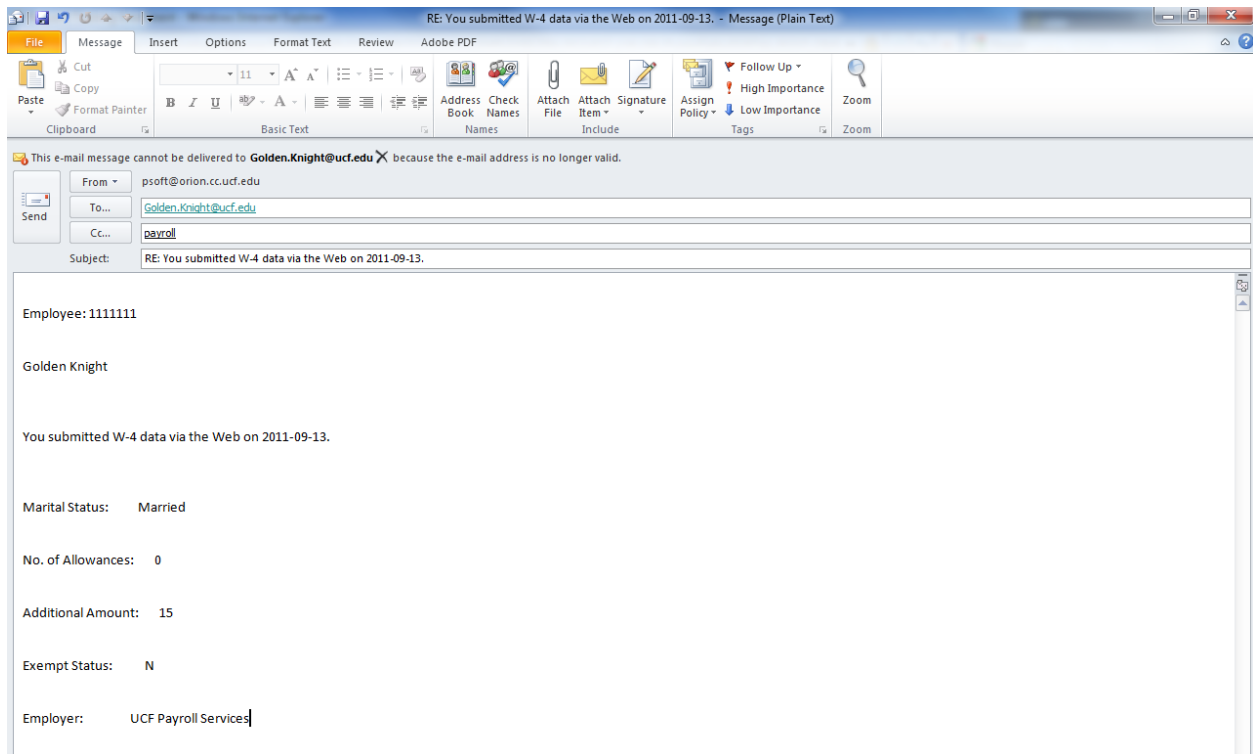 RE: You submitted W-4 data via the Web on 2011-09-13. - Message (Plain Text)
File Message Insert Options Format Text Review Adobe PDF
Paste
Cut
Copy
Format Painter
Clipboard
11
B I U
Basic Text
Address Book
Check Names
Names
Attach File
Attach Item
Signature
Include
Assign Policy
Follow Up
High Importance
Low Importance
Tags
Zoom
Zoom
This e-mail message cannot be delivered to Golden.Knight@ucf.edu because the e-mail address is no longer valid.
Send
From psoft@orion.cc.ucf.edu
To... Golden.Knight@ucf.edu
Cc... payroll
Subject: RE: You submitted W-4 data via the Web on 2011-09-13.
Employee: 1111111
Golden Knight
You submitted W-4 data via the Web on 2011-09-13.
Marital Status: Married
No. of Allowances: 0
Additional Amount: 15
Exempt Status: N
Employer: UCF Payroll Services